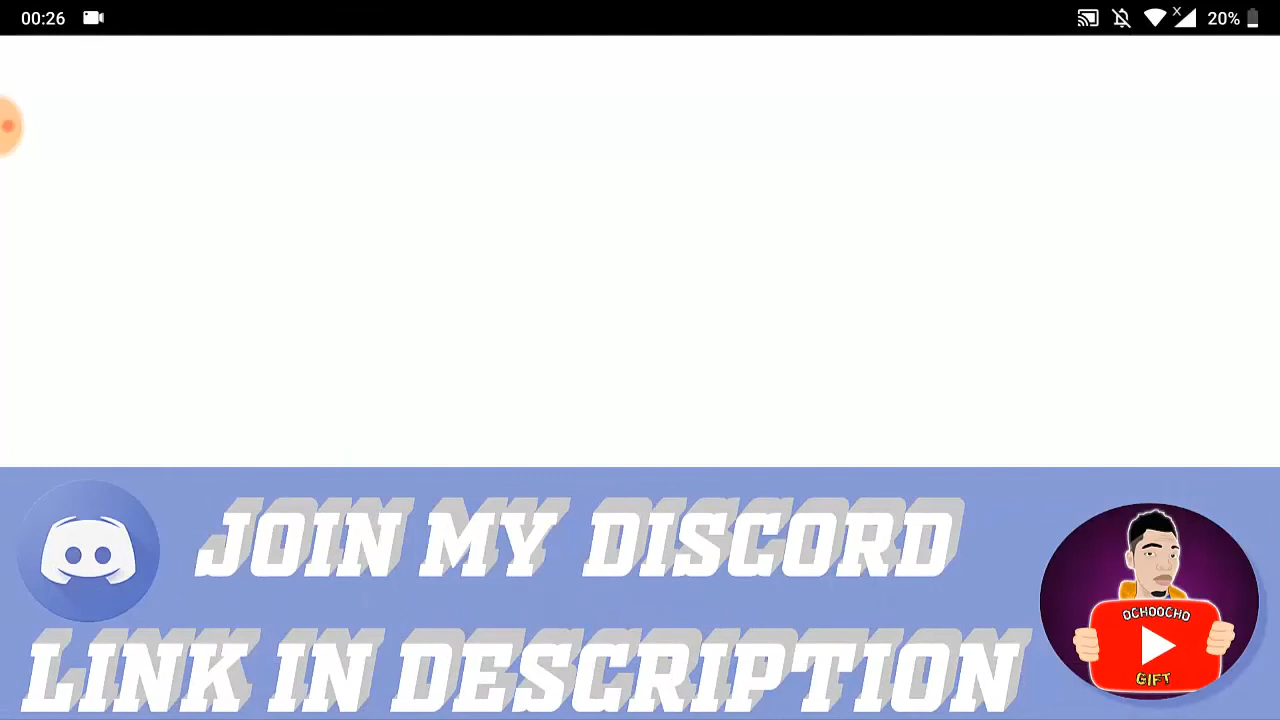 00:26
20%
JOIN MY DISCORD
LINK IN DESCRIPTION
OCHOOCHO
GIFT